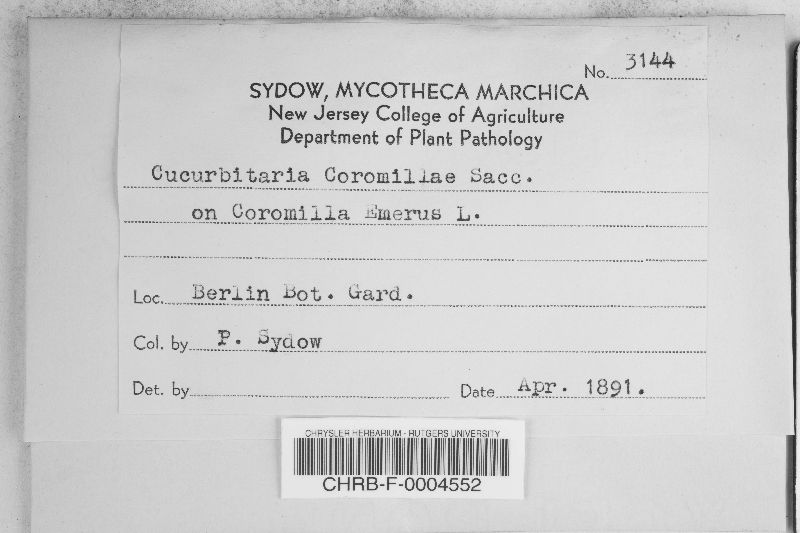 No. 3144
SYDOW, MYCOTHECA MARCHICA
New Jersey College of Agriculture
Department of Plant Pathology
Cucurbitaria Coromillae Sacc.
on Coromilla Emerus L.
Loc. Berlin Bot. Gard.
Col. by P. Sydow
Det. by Date Apr. 1891.
CHRYSLER HERBARIUM - RUTGERS UNIVERSITY
CHRB-F-0004552